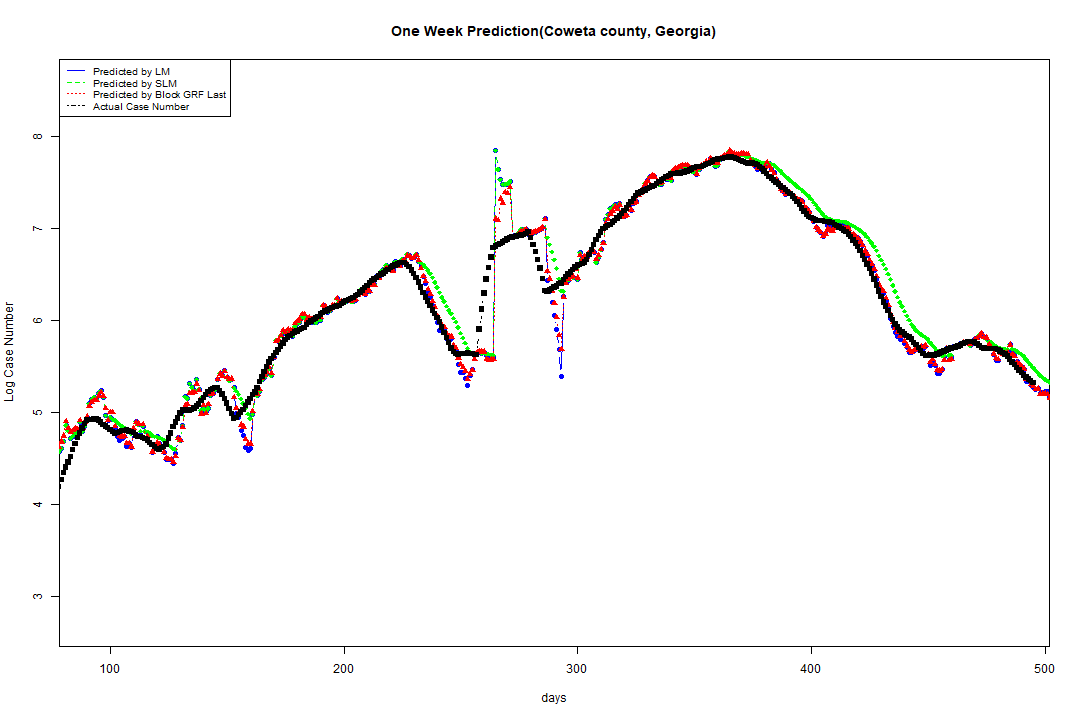 One Week Prediction(Coweta county, Georgia)
Predicted by LM
Predicted by SLM
Predicted by Block GRF Last
Actual Case Number
Log Case Number
8
7
6
5
4
3
100 200 300 400 500
days